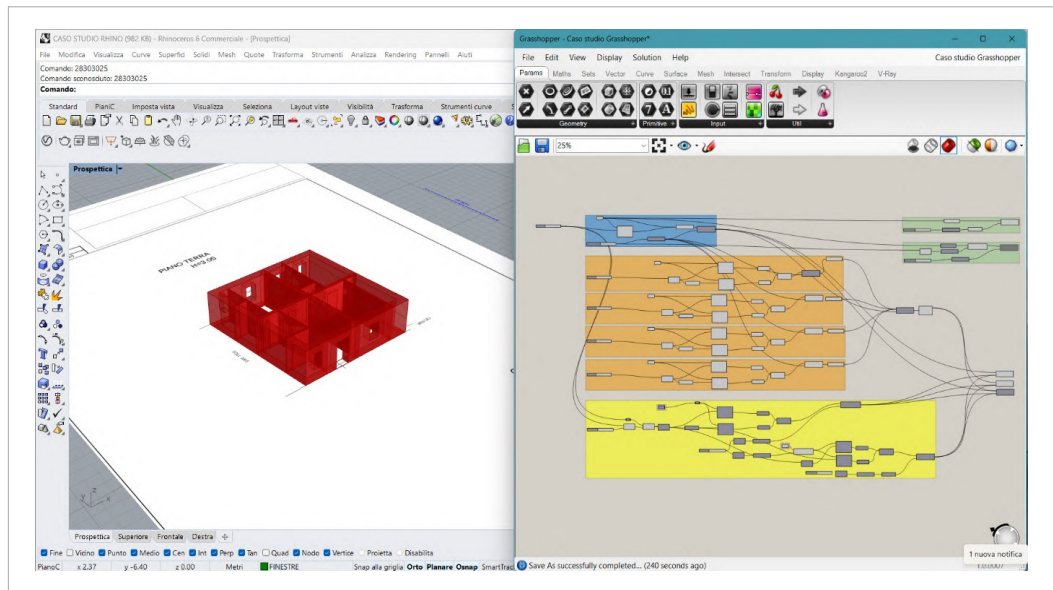 CASO STUDIO RHINO (982 KB) - Rhinoceros 6 Commerciale - [Prospettica]
File Modifica Visualizza Curve Superfici Solidi Mesh Quote Trasforma Strumenti Analizza Rendering Pannelli Aiuti
Comando: 28303025
Comando sconosciuto: 28303025
Comando:
Standard PianiC Imposta vista Visualizza Seleziona Layout viste Visibilità Trasforma Strumenti curve S
Prospettica
PIANO TERRA
H=3.05
z
y
x
Prospettica Superiore Frontale Destra
Fine Vicino Punto Medio Cen Int Perp Tan Quad Nodo Vertice Proietta Disabilita
PianoC x 2.37 y -6.40 z 0.00 Metri FINESTRE Snap alla griglia Orto Planare Osnap SmartTrac
Grasshopper - Caso studio Grasshopper*
File Edit View Display Solution Help Caso studio Grasshopper
Params Maths Sets Vector Curve Surface Mesh Intersect Transform Display Kangaroo2 V-Ray
Geometry Primitive Input Util
25%
1 nuova notifica
Save As successfully completed... (240 seconds ago) 1.0.0007